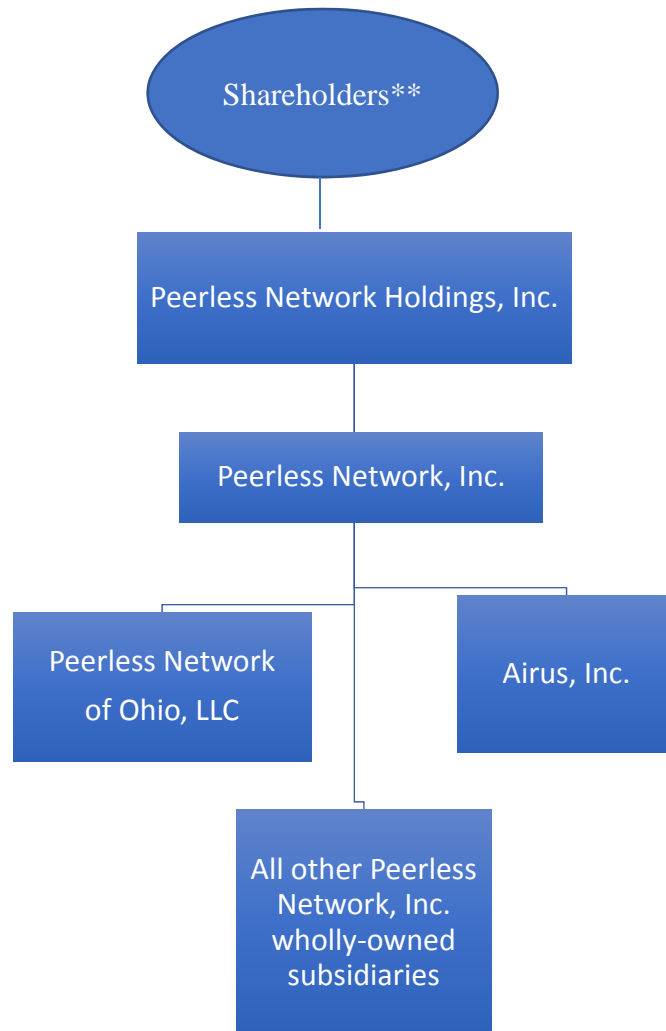 Shareholders**
Peerless Network Holdings, Inc.
Peerless Network, Inc.
Peerless Network
of Ohio, LLC
Airus, Inc.
All other Peerless
Network, Inc.
wholly-owned
subsidiaries